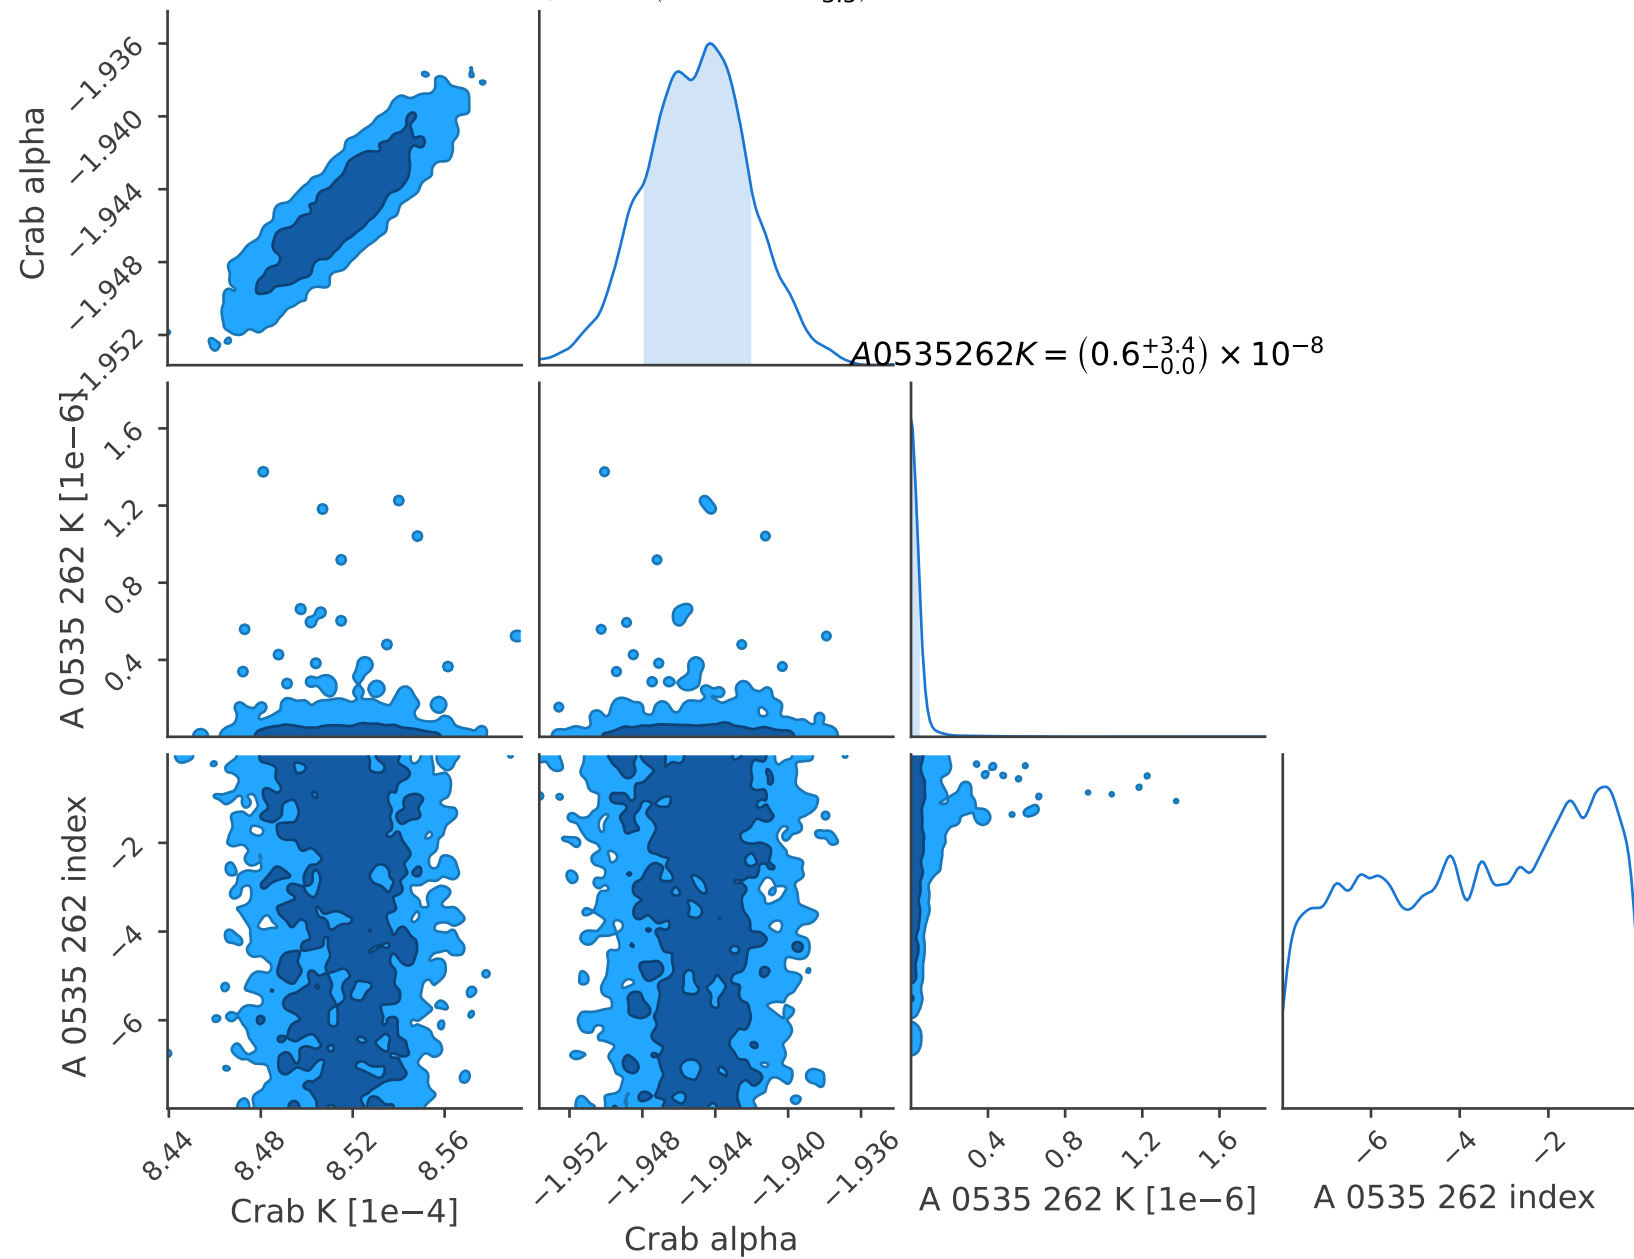 Crab alpha
−1.936
−1.940
−1.944
−1.948
−1.952
A0535262K = (0.6 +3.4 −0.0) × 10−8
A 0535 262 K [1e−6]
1.6
1.2
0.8
0.4
A 0535 262 index
−2
−4
−6
8.44 8.48 8.52 8.56
−1.952 −1.948 −1.944 −1.940 −1.936
0.4 0.8 1.2 1.6
−6 −4 −2
Crab K [1e−4]
Crab alpha
A 0535 262 K [1e−6]
A 0535 262 index